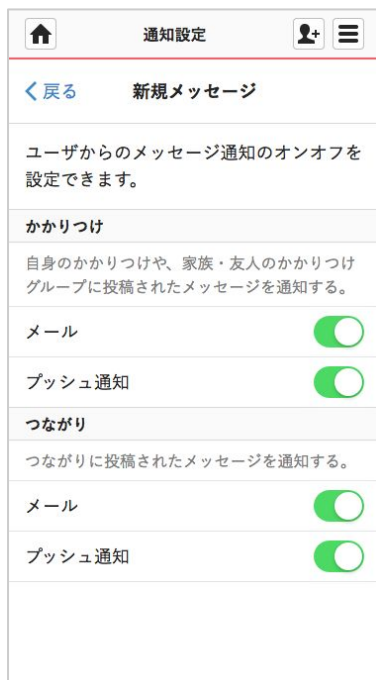 通知設定
戻る
新規メッセージ
ユーザからのメッセージ通知のオンオフを
設定できます。
かかりつけ
自身のかかりつけや、家族・友人のかかりつけ
グループに投稿されたメッセージを通知する。
メール
プッシュ通知
つながり
つながりに投稿されたメッセージを通知する。
メール
プッシュ通知